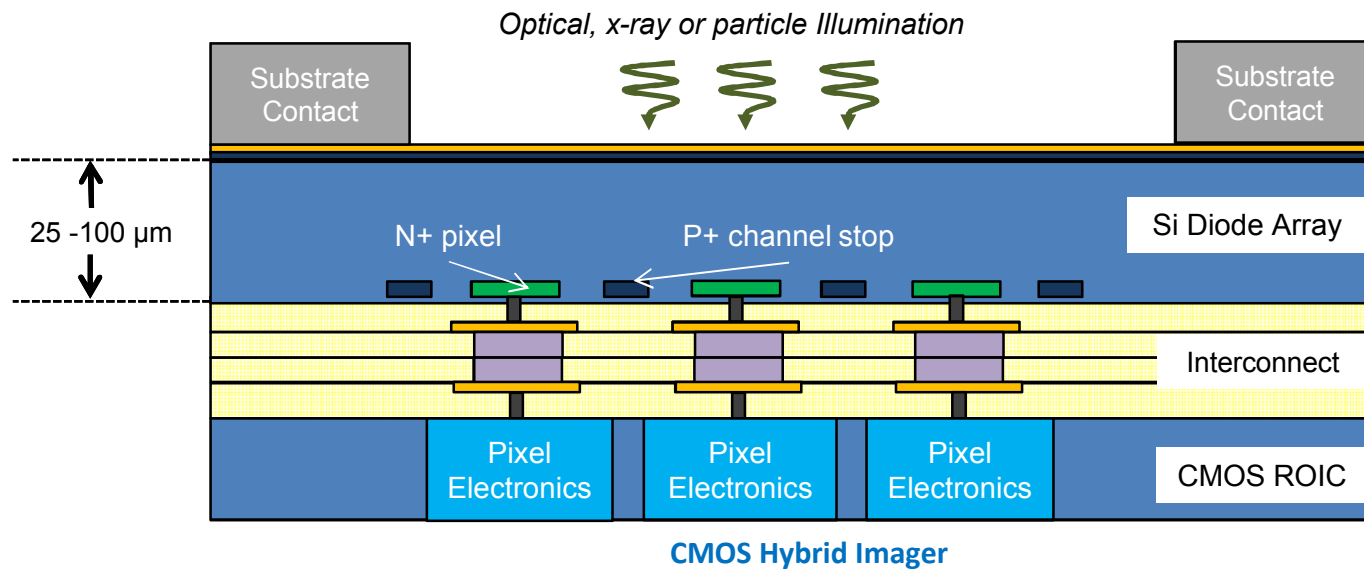 Optical, x-ray or particle Illumination
Substrate
Contact
Substrate
Contact
25 -100 µm
N+ pixel
P+ channel stop
Si Diode Array
Interconnect
Pixel
Electronics
Pixel
Electronics
Pixel
Electronics
CMOS ROIC
CMOS Hybrid Imager